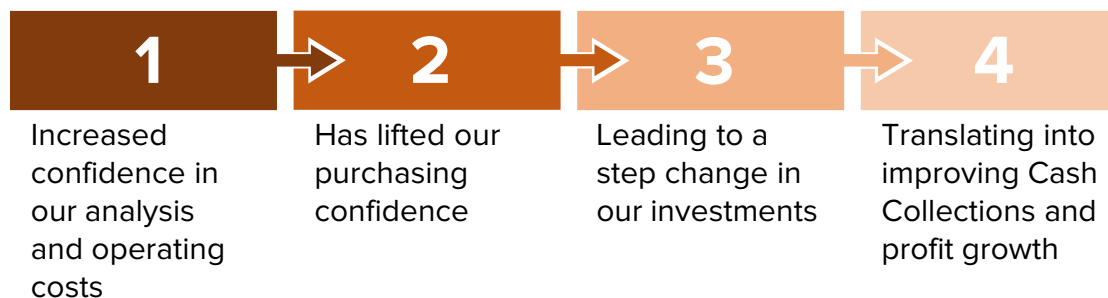 1
Increased
confidence in
our analysis
and operating
costs
2
Has lifted our
purchasing
confidence
3
Leading to a
step change in
our investments
4
Translating into
improving Cash
Collections and
profit growth